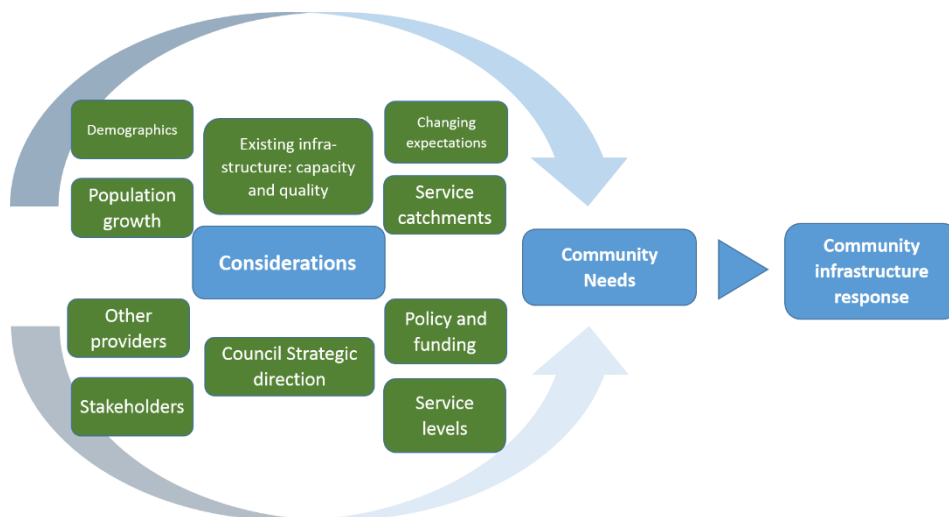 Demographics
Existing infra-
structure: capacity
and quality
Changing
expectations
Population
growth
Service
catchments
Considerations
Community
Needs
Community
infrastructure
response
Other
providers
Council Strategic
direction
Policy and
funding
Stakeholders
Service
levels